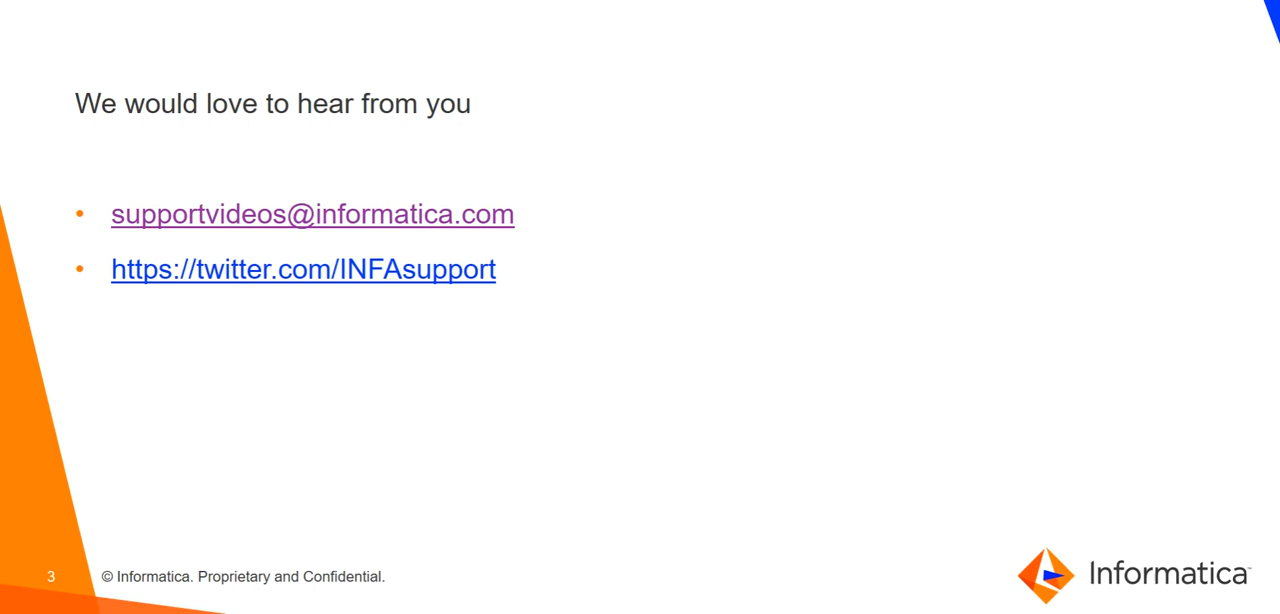 We would love to hear from you
• supportvideos@informatica.com
• https://twitter.com/INFAsupport
3
© Informatica. Proprietary and Confidential.
Informatica™